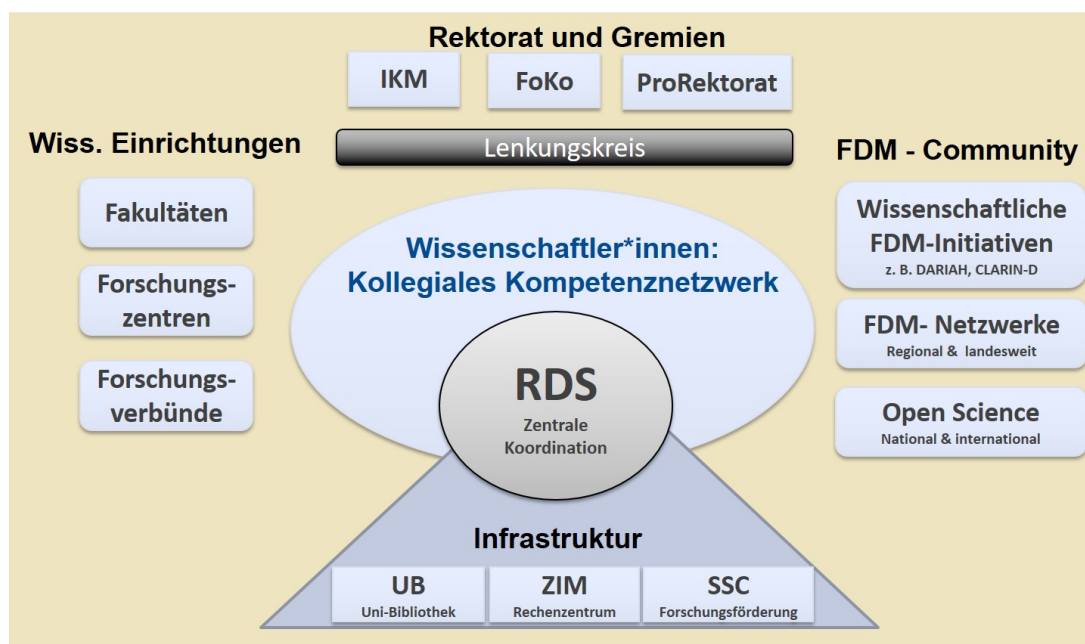 Rektorat und Gremien
IKM
FoKo
ProRektorat
Lenkungskreis
Wiss. Einrichtungen
Fakultäten
Forschungs-
zentren
Forschungs-
verbünde
Wissenschaftler*innen:
Kollegiales Kompetenznetzwerk
RDS
Zentrale
Koordination
FDM - Community
Wissenschaftliche
FDM-Initiativen
z. B. DARIAH, CLARIN-D
FDM- Netzwerke
Regional & landesweit
Open Science
National & international
Infrastruktur
UB
Uni-Bibliothek
ZIM
Rechenzentrum
SSC
Forschungsförderung